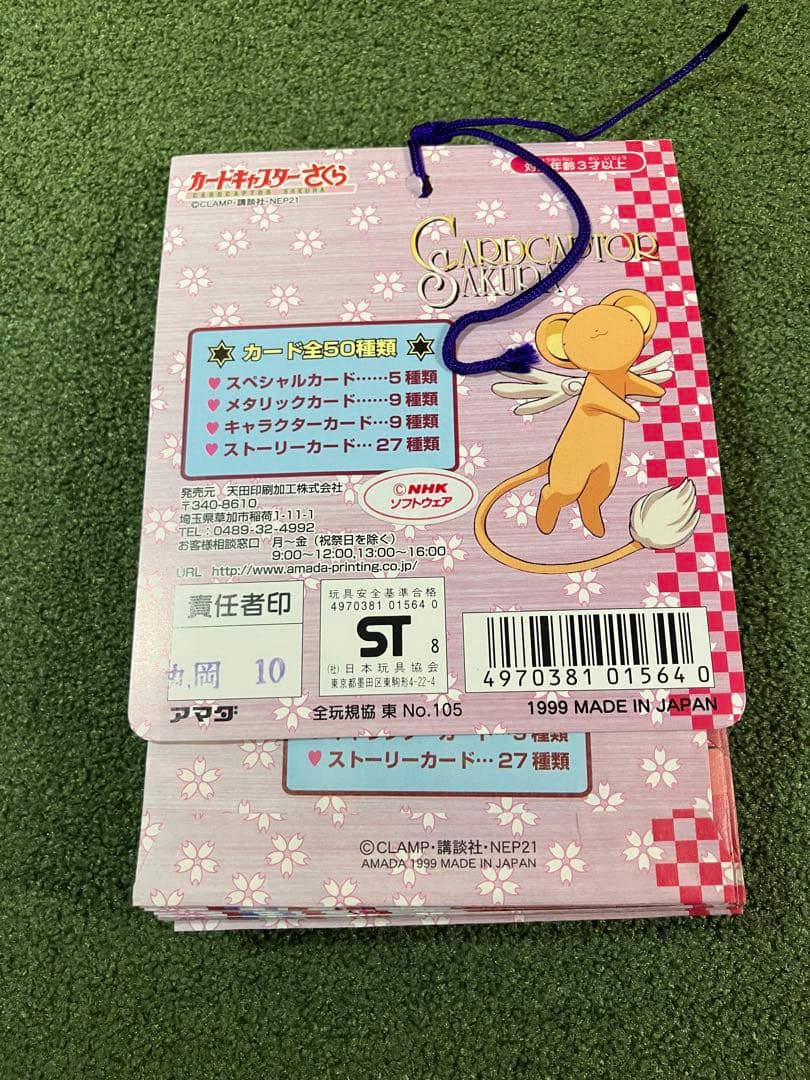 カードキャプターさくら
CARDCAPTOR SAKURA
©CLAMP・講談社・NEP21
対象年齢3才以上
CARDCAPTOR
SAKURA
カード全50種類
♥ スペシャルカード……5種類
♥ メタリックカード……9種類
♥ キャラクターカード…9種類
♥ ストーリーカード…27種類
発売元 天田印刷加工株式会社
〒340-8610
埼玉県草加市稲荷1-11-1
TEL：0489-32-4992
お客様相談窓口 月～金（祝祭日を除く）
9:00～12:00,13:00～16:00
URL http://www.amada-printing.co.jp/
©NHK
ソフトウェア
責任者印
岡 10
玩具安全基準合格
4970381 01564 0
ST 8
(社)日本玩具協会
東京都墨田区東駒形4-22-4
4970381015640
アマダ
全玩規協 東 No.105
1999 MADE IN JAPAN
♥ ストーリーカード…27種類
©CLAMP・講談社・NEP21
AMADA 1999 MADE IN JAPAN